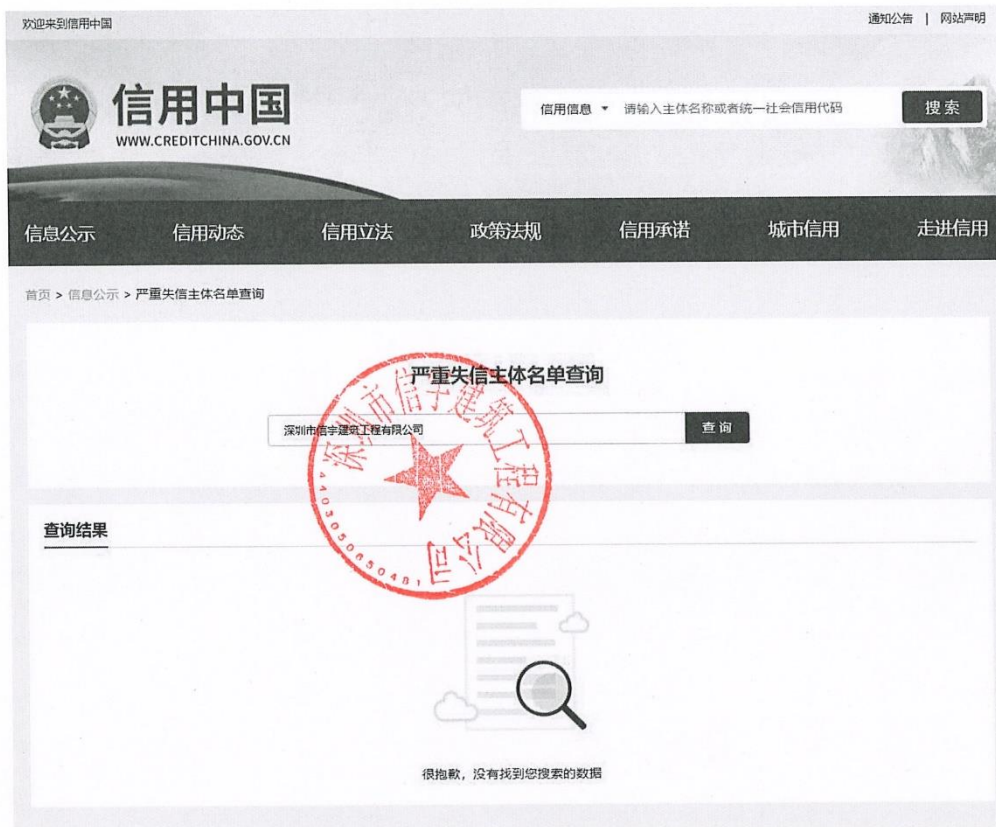 欢迎来到信用中国
通知公告 | 网站声明
信用中国
WWW.CREDITCHINA.GOV.CN
信用信息 请输入主体名称或者统一社会信用代码 搜索
信息公示 信用动态 信用立法 政策法规 信用承诺 城市信用 走进信用
首页 > 信息公示 > 严重失信主体名单查询
严重失信主体名单查询
深圳市信宇建筑工程有限公司 查询
深圳市信宇建筑工程有限公司
4403050650481
查询结果
很抱歉，没有找到您搜索的数据